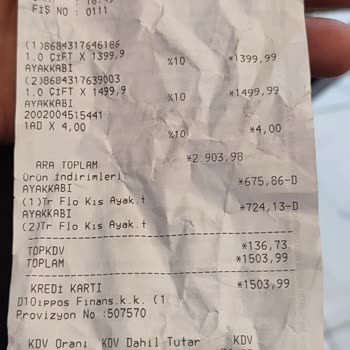 FİŞ NO : 0111
(1)8684317646186
1.0 ÇİFT X 1399,9 %10 *1399,99
AYAKKABI
(2)8684317639003
1.0 ÇİFT X 1499,9 %10 *1499,99
AYAKKABI
2002004515441
1AD X 4,00 %10 *4,00
ARA TOPLAM *2.903,98
Ürün İndirimleri:
AYAKKABI *675,86-D
(1)Tr Flo Kıs Ayak.t
AYAKKABI *724,13-D
(2)Tr Flo Kıs Ayak.t
TOPKDV *136,73
TOPLAM *1503,99
KREDİ KARTI *1503,99
Finans.k.k. (1
Provizyon No :507570
KDV Oranı KDV Dahil Tutar KDV